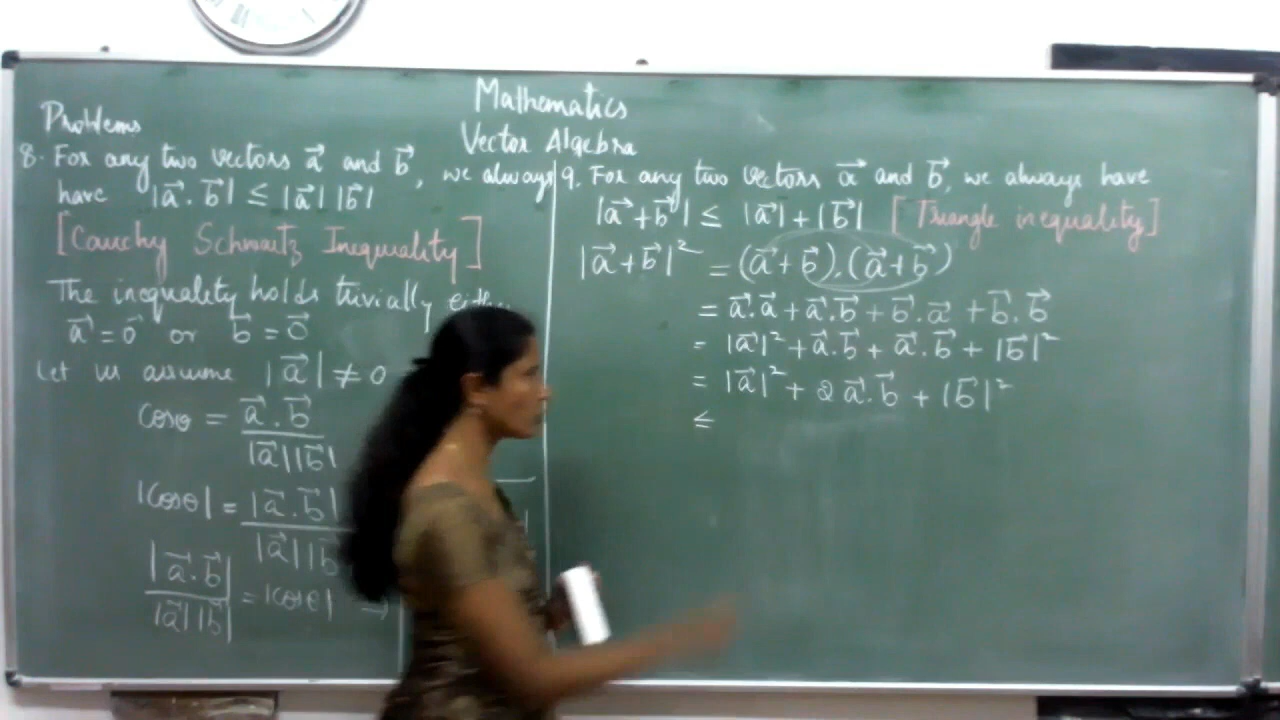 Mathematics
Vector Algebra
Problems
8. For any two vectors a⃗ and b⃗, we always
have |a⃗ . b⃗| ≤ |a⃗| |b⃗|
[Cauchy Schwartz Inequality]
The inequality holds trivially either
a⃗ = 0⃗ or b⃗ = 0⃗
Let us assume |a⃗| ≠ 0
cosθ = a⃗ . b⃗ / |a⃗| |b⃗|
|cosθ| = |a⃗ . b⃗| / |a⃗| |b⃗|
|a⃗ . b⃗| / |a⃗| |b⃗| = |cosθ| →
9. For any two vectors a⃗ and b⃗, we always have
|a⃗ + b⃗| ≤ |a⃗| + |b⃗| [Triangle inequality]
|a⃗ + b⃗|² = (a⃗ + b⃗) . (a⃗ + b⃗)
= a⃗ . a⃗ + a⃗ . b⃗ + b⃗ . a⃗ + b⃗ . b⃗
= |a⃗|² + a⃗ . b⃗ + a⃗ . b⃗ + |b⃗|²
= |a⃗|² + 2 a⃗ . b⃗ + |b⃗|²
≤